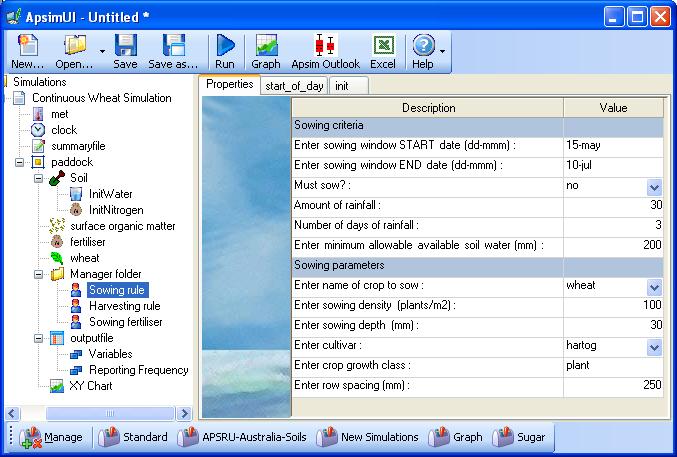 ApsimUI - Untitled *
New... Open... Save Save as... Run Graph Apsim Outlook Excel Help
Simulations
Continuous Wheat Simulation
met
clock
summaryfile
paddock
Soil
InitWater
InitNitrogen
surface organic matter
fertiliser
wheat
Manager folder
Sowing rule
Harvesting rule
Sowing fertiliser
outputfile
Variables
Reporting Frequency
XY Chart
Properties start_of_day init
Description Value
Sowing criteria
Enter sowing window START date (dd-mmm) : 15-may
Enter sowing window END date (dd-mmm) : 10-jul
Must sow? : no
Amount of rainfall : 30
Number of days of rainfall : 3
Enter minimum allowable available soil water (mm) : 200
Sowing parameters
Enter name of crop to sow : wheat
Enter sowing density (plants/m2) : 100
Enter sowing depth (mm) : 30
Enter cultivar : hartog
Enter crop growth class : plant
Enter row spacing (mm) : 250
Manage Standard APSRU-Australia-Soils New Simulations Graph Sugar